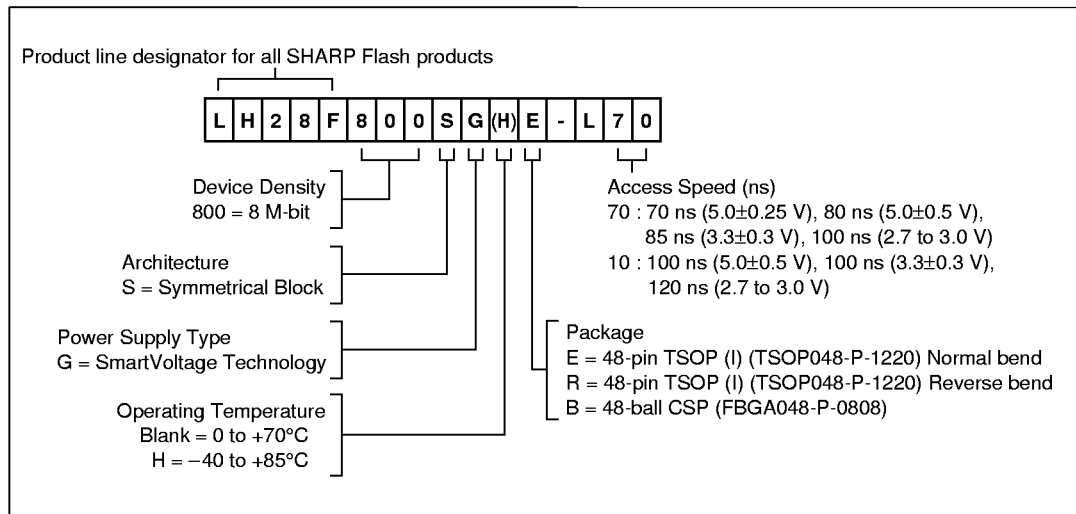 Product line designator for all SHARP Flash products
L H 2 8 F 8 0 0 S G (H) E - L 7 0
Device Density
800 = 8 M-bit
Architecture
S = Symmetrical Block
Power Supply Type
G = SmartVoltage Technology
Operating Temperature
Blank = 0 to +70°C
H = −40 to +85°C
Access Speed (ns)
70 : 70 ns (5.0±0.25 V), 80 ns (5.0±0.5 V),
85 ns (3.3±0.3 V), 100 ns (2.7 to 3.0 V)
10 : 100 ns (5.0±0.5 V), 100 ns (3.3±0.3 V),
120 ns (2.7 to 3.0 V)
Package
E = 48-pin TSOP (I) (TSOP048-P-1220) Normal bend
R = 48-pin TSOP (I) (TSOP048-P-1220) Reverse bend
B = 48-ball CSP (FBGA048-P-0808)